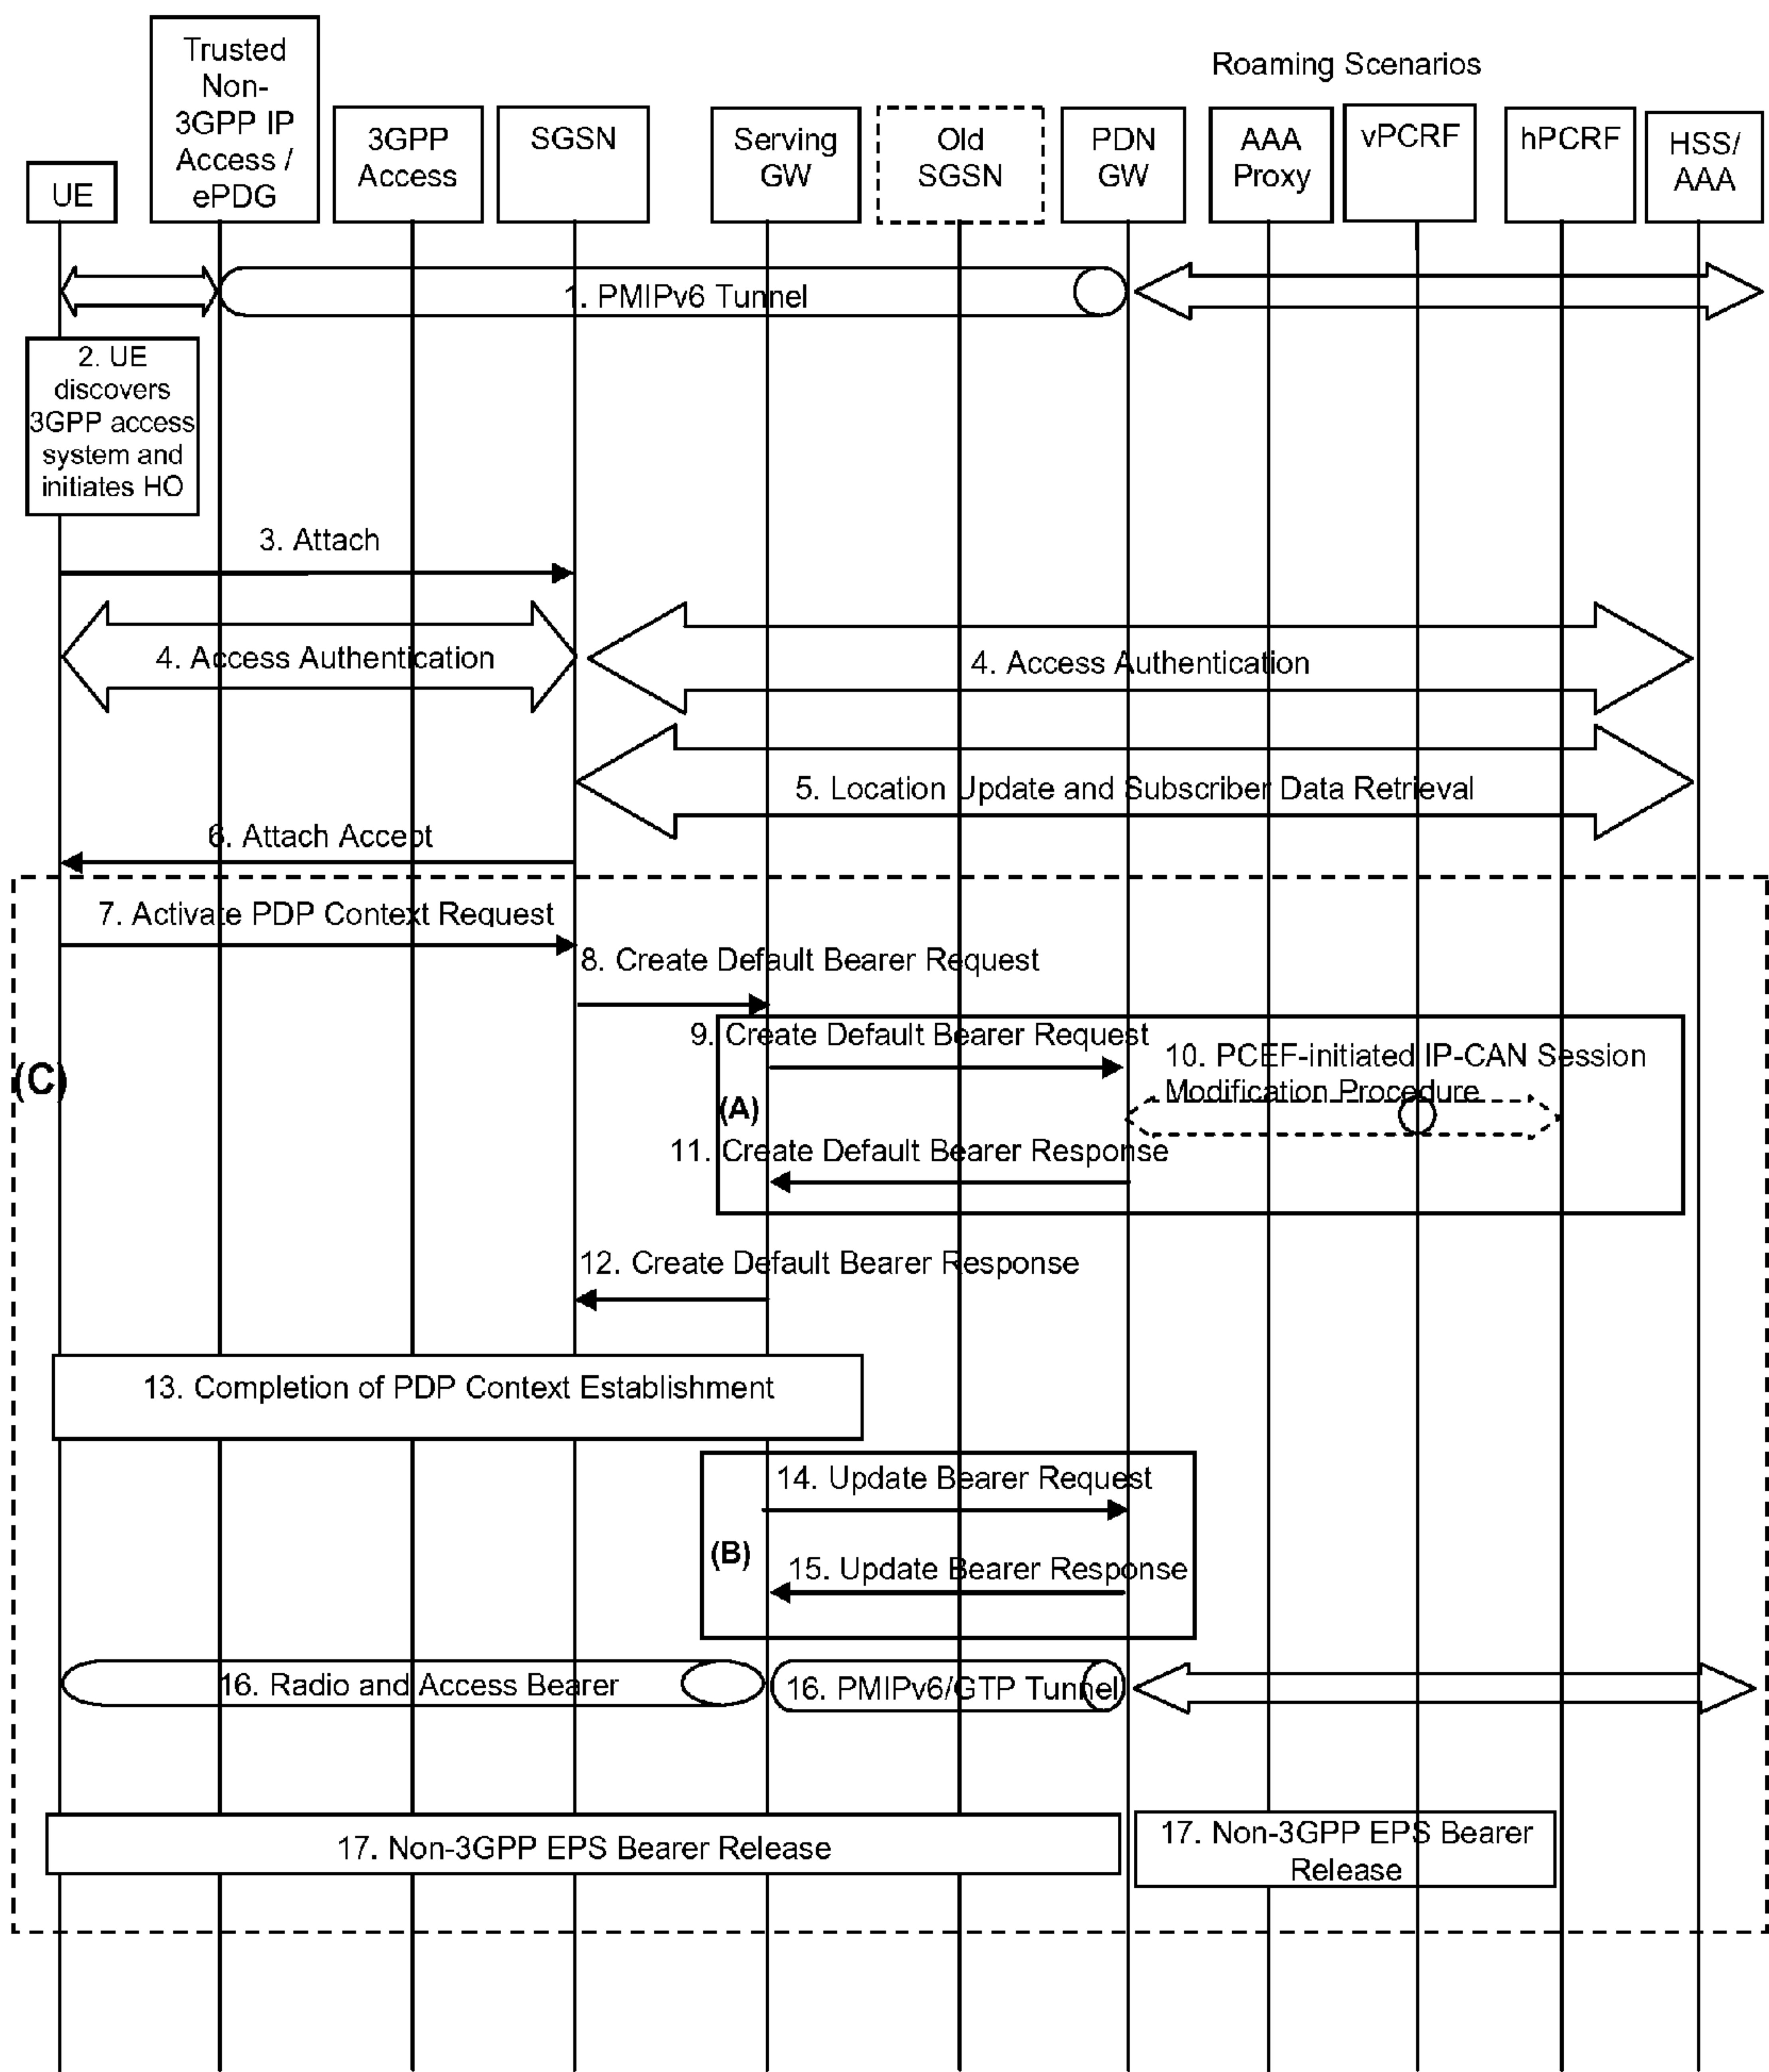 Roaming Scenarios
UE
Trusted
Non-
3GPP IP
Access /
ePDG
3GPP
Access
SGSN
Serving
GW
Old
SGSN
PDN
GW
AAA
Proxy
vPCRF
hPCRF
HSS/
AAA
1. PMIPv6 Tunnel
2. UE
discovers
3GPP access
system and
initiates HO
3. Attach
4. Access Authentication
4. Access Authentication
5. Location Update and Subscriber Data Retrieval
6. Attach Accept
7. Activate PDP Context Request
8. Create Default Bearer Request
(C)
9. Create Default Bearer Request
10. PCEF-initiated IP-CAN Session
Modification Procedure
(A)
11. Create Default Bearer Response
12. Create Default Bearer Response
13. Completion of PDP Context Establishment
14. Update Bearer Request
(B)
15. Update Bearer Response
16. Radio and Access Bearer
16. PMIPv6/GTP Tunnel
17. Non-3GPP EPS Bearer Release
17. Non-3GPP EPS Bearer
Release